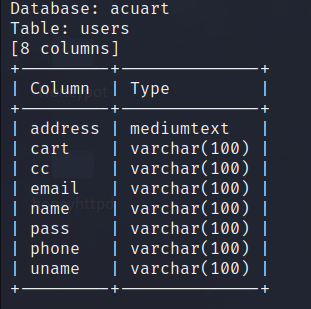 Database: acuart
Table: users
[8 columns]
+---------+--------------+
| Column  | Type         |
+---------+--------------+
| address | mediumtext   |
| cart    | varchar(100) |
| cc      | varchar(100) |
| email   | varchar(100) |
| name    | varchar(100) |
| pass    | varchar(100) |
| phone   | varchar(100) |
| uname   | varchar(100) |
+---------+--------------+